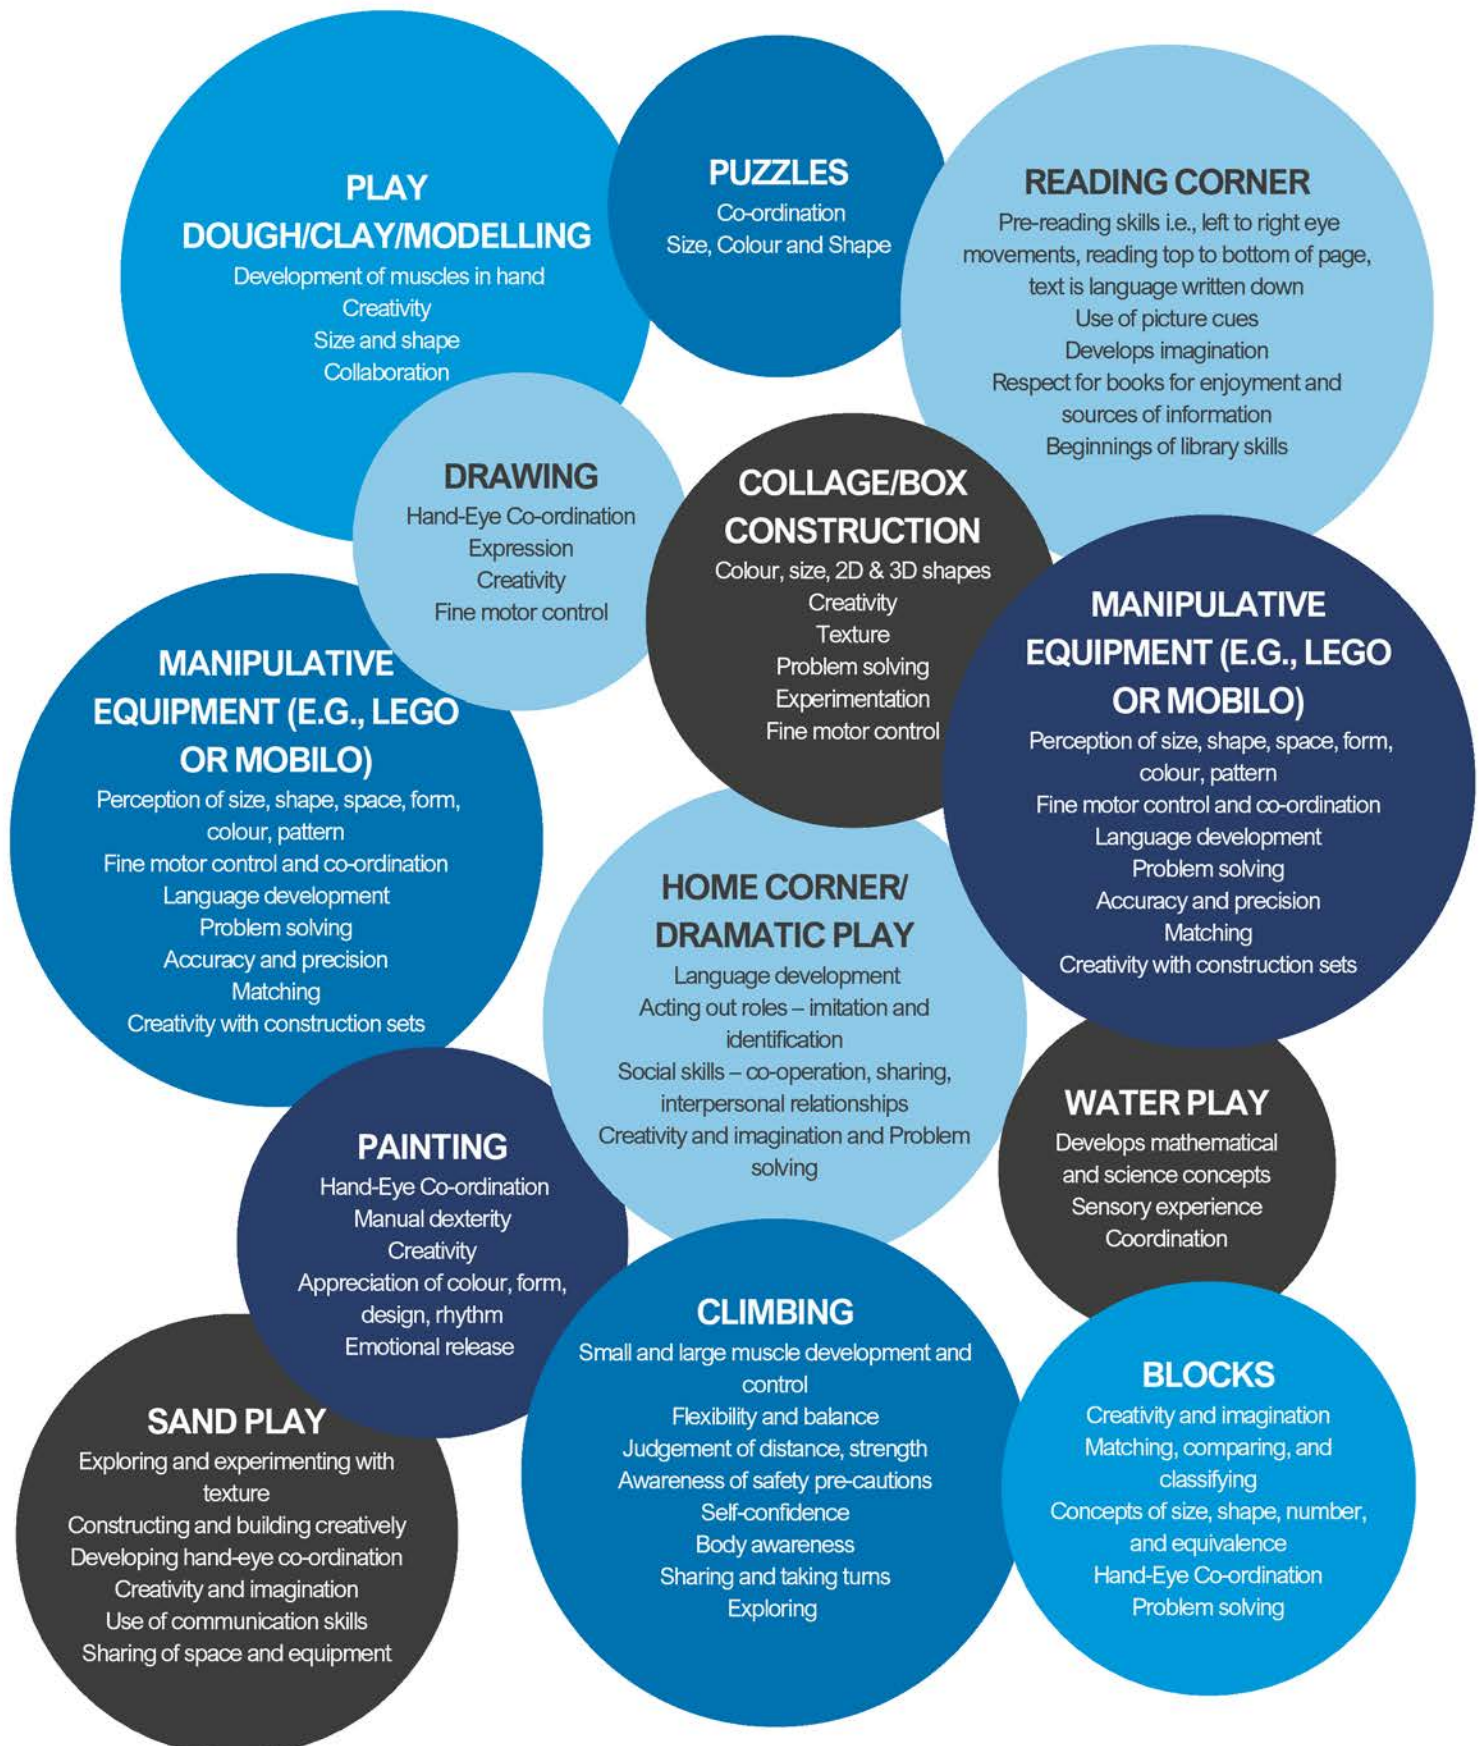 PLAY
DOUGH/CLAY/MODELLING
Development of muscles in hand
Creativity
Size and shape
Collaboration
PUZZLES
Co-ordination
Size, Colour and Shape
READING CORNER
Pre-reading skills i.e., left to right eye
movements, reading top to bottom of page,
text is language written down
Use of picture cues
Develops imagination
Respect for books for enjoyment and
sources of information
Beginnings of library skills
DRAWING
Hand-Eye Co-ordination
Expression
Creativity
Fine motor control
COLLAGE/BOX
CONSTRUCTION
Colour, size, 2D & 3D shapes
Creativity
Texture
Problem solving
Experimentation
Fine motor control
MANIPULATIVE
EQUIPMENT (E.G., LEGO
OR MOBILO)
Perception of size, shape, space, form,
colour, pattern
Fine motor control and co-ordination
Language development
Problem solving
Accuracy and precision
Matching
Creativity with construction sets
MANIPULATIVE
EQUIPMENT (E.G., LEGO
OR MOBILO)
Perception of size, shape, space, form,
colour, pattern
Fine motor control and co-ordination
Language development
Problem solving
Accuracy and precision
Matching
Creativity with construction sets
HOME CORNER/
DRAMATIC PLAY
Language development
Acting out roles – imitation and
identification
Social skills – co-operation, sharing,
interpersonal relationships
Creativity and imagination and Problem
solving
WATER PLAY
Develops mathematical
and science concepts
Sensory experience
Coordination
PAINTING
Hand-Eye Co-ordination
Manual dexterity
Creativity
Appreciation of colour, form,
design, rhythm
Emotional release
CLIMBING
Small and large muscle development and
control
Flexibility and balance
Judgement of distance, strength
Awareness of safety pre-cautions
Self-confidence
Body awareness
Sharing and taking turns
Exploring
BLOCKS
Creativity and imagination
Matching, comparing, and
classifying
Concepts of size, shape, number,
and equivalence
Hand-Eye Co-ordination
Problem solving
SAND PLAY
Exploring and experimenting with
texture
Constructing and building creatively
Developing hand-eye co-ordination
Creativity and imagination
Use of communication skills
Sharing of space and equipment